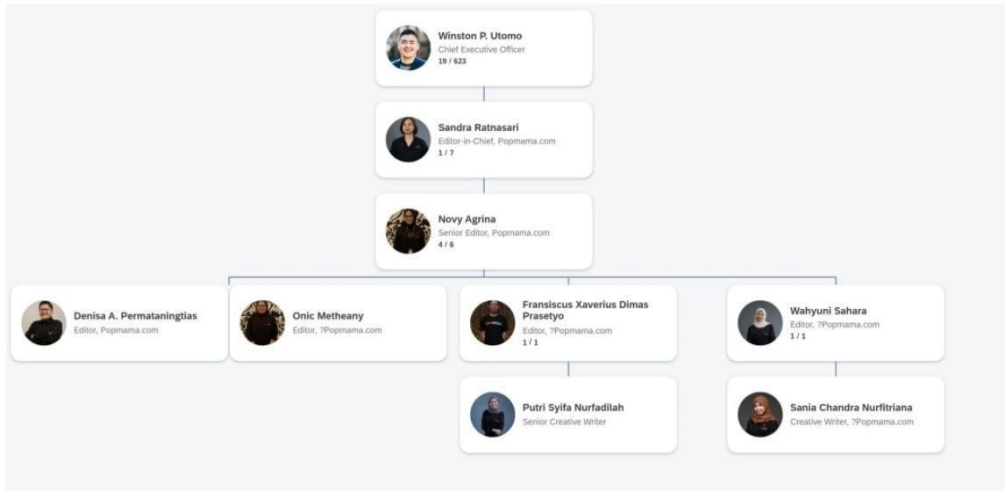 Winston P. Utomo
Chief Executive Officer
19 / 623
Sandra Ratnasari
Editor-in-Chief, Popmama.com
1 / 7
Novy Agrina
Senior Editor, Popmama.com
4 / 6
Denisa A. Permataningtias
Editor, Popmama.com
Onic Metheany
Editor, ?Popmama.com
Fransiscus Xaverius Dimas
Prasetyo
Editor, ?Popmama.com
1 / 1
Wahyuni Sahara
Editor, ?Popmama.com
1 / 1
Putri Syifa Nurfadilah
Senior Creative Writer
Sania Chandra Nurfitriana
Creative Writer, ?Popmama.com